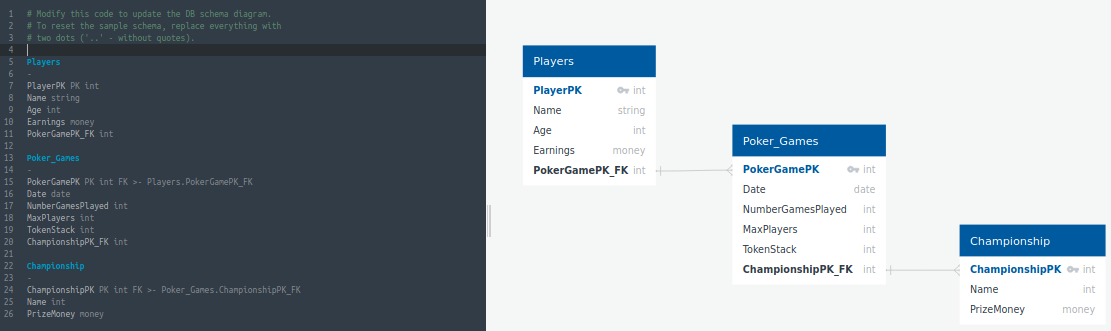 1 # Modify this code to update the DB schema diagram.
2 # To reset the sample schema, replace everything with
3 # two dots ('..' - without quotes).
4
5 Players
6 -
7 PlayerPK PK int
8 Name string
9 Age int
10 Earnings money
11 PokerGamePK_FK int
12
13 Poker_Games
14 -
15 PokerGamePK PK int FK >- Players.PokerGamePK_FK
16 Date date
17 NumberGamesPlayed int
18 MaxPlayers int
19 TokenStack int
20 ChampionshipPK_FK int
21
22 Championship
23 -
24 ChampionshipPK PK int FK >- Poker_Games.ChampionshipPK_FK
25 Name int
26 PrizeMoney money
Players
PlayerPK int
Name string
Age int
Earnings money
PokerGamePK_FK int
Poker_Games
PokerGamePK int
Date date
NumberGamesPlayed int
MaxPlayers int
TokenStack int
ChampionshipPK_FK int
Championship
ChampionshipPK int
Name int
PrizeMoney money